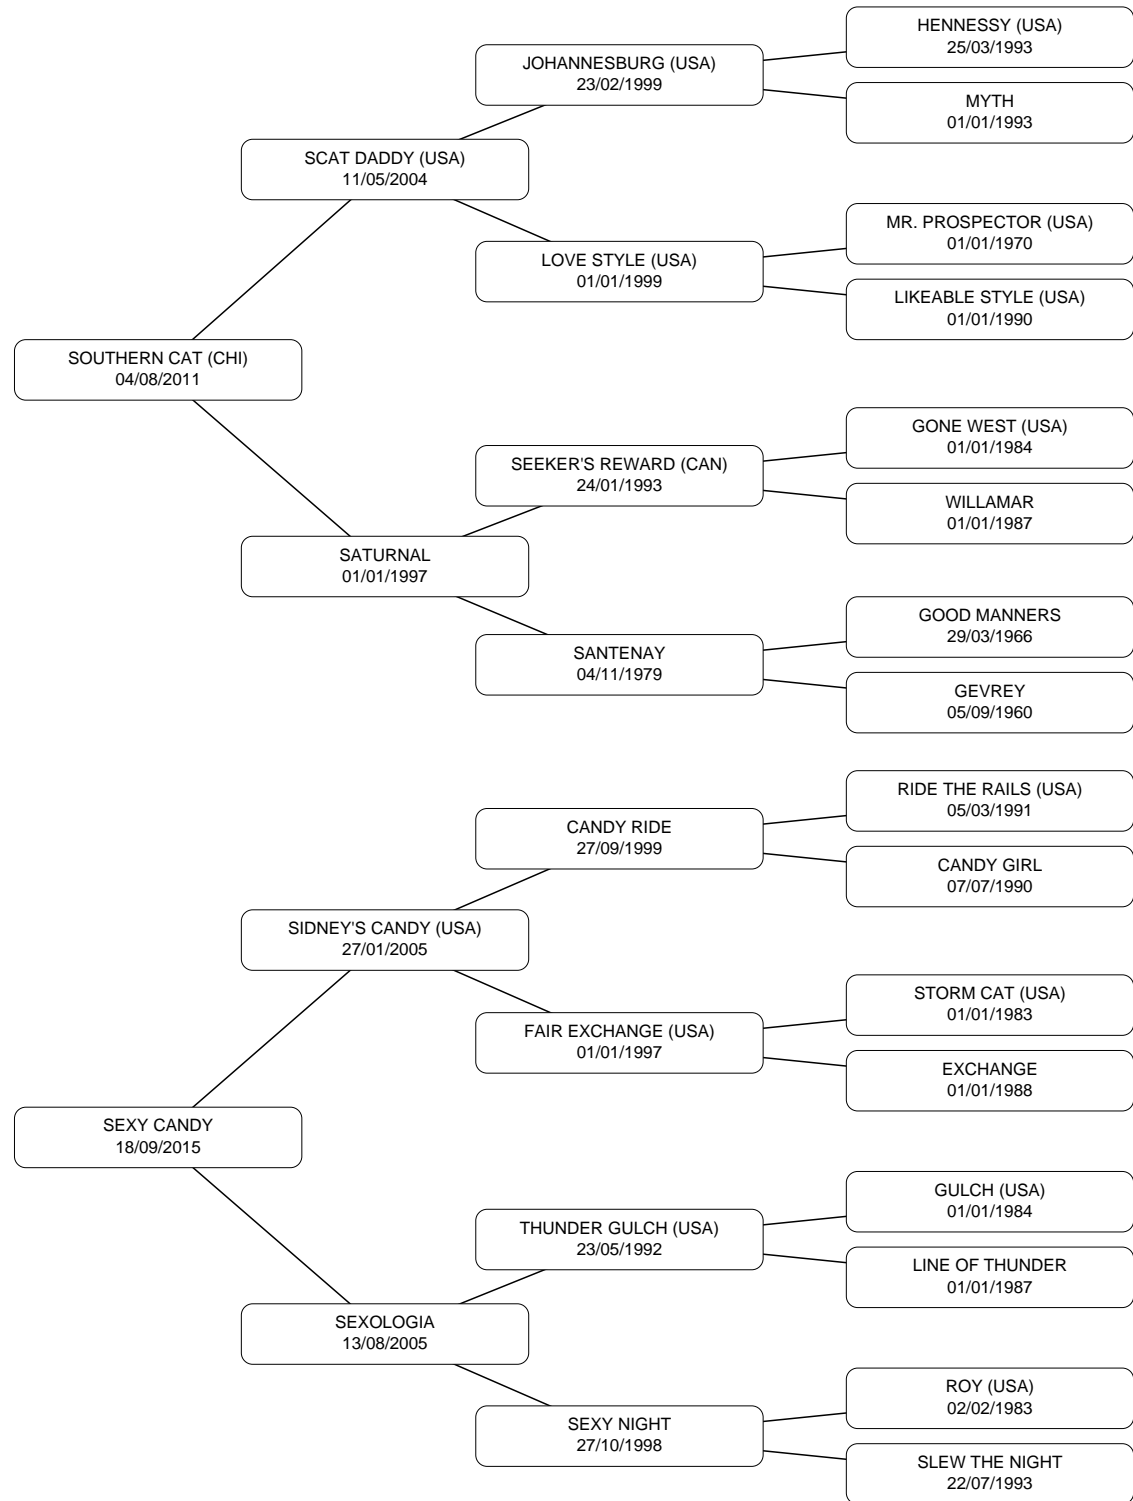 HENNESSY (USA)
25/03/1993
JOHANNESBURG (USA)
23/02/1999
MYTH
01/01/1993
SCAT DADDY (USA)
11/05/2004
MR. PROSPECTOR (USA)
01/01/1970
LOVE STYLE (USA)
01/01/1999
LIKEABLE STYLE (USA)
01/01/1990
SOUTHERN CAT (CHI)
04/08/2011
GONE WEST (USA)
01/01/1984
SEEKER'S REWARD (CAN)
24/01/1993
WILLAMAR
01/01/1987
SATURNAL
01/01/1997
GOOD MANNERS
29/03/1966
SANTENAY
04/11/1979
GEVREY
05/09/1960
RIDE THE RAILS (USA)
05/03/1991
CANDY RIDE
27/09/1999
CANDY GIRL
07/07/1990
SIDNEY'S CANDY (USA)
27/01/2005
STORM CAT (USA)
01/01/1983
FAIR EXCHANGE (USA)
01/01/1997
EXCHANGE
01/01/1988
SEXY CANDY
18/09/2015
GULCH (USA)
01/01/1984
THUNDER GULCH (USA)
23/05/1992
LINE OF THUNDER
01/01/1987
SEXOLOGIA
13/08/2005
ROY (USA)
02/02/1983
SEXY NIGHT
27/10/1998
SLEW THE NIGHT
22/07/1993